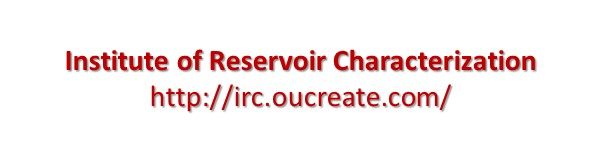 Institute of Reservoir Characterization
http://irc.oucreate.com/